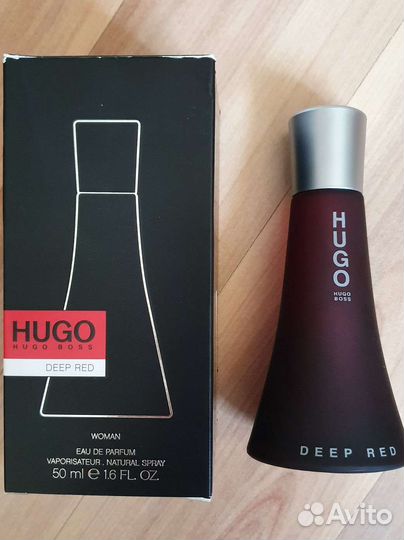 HUGO
HUGO BOSS
DEEP RED
WOMAN
EAU DE PARFUM
VAPORISATEUR . NATURAL SPRAY
50 ml e 1.6 FL. OZ.
HUGO
HUGO
BOSS
DEEP RED
Avito